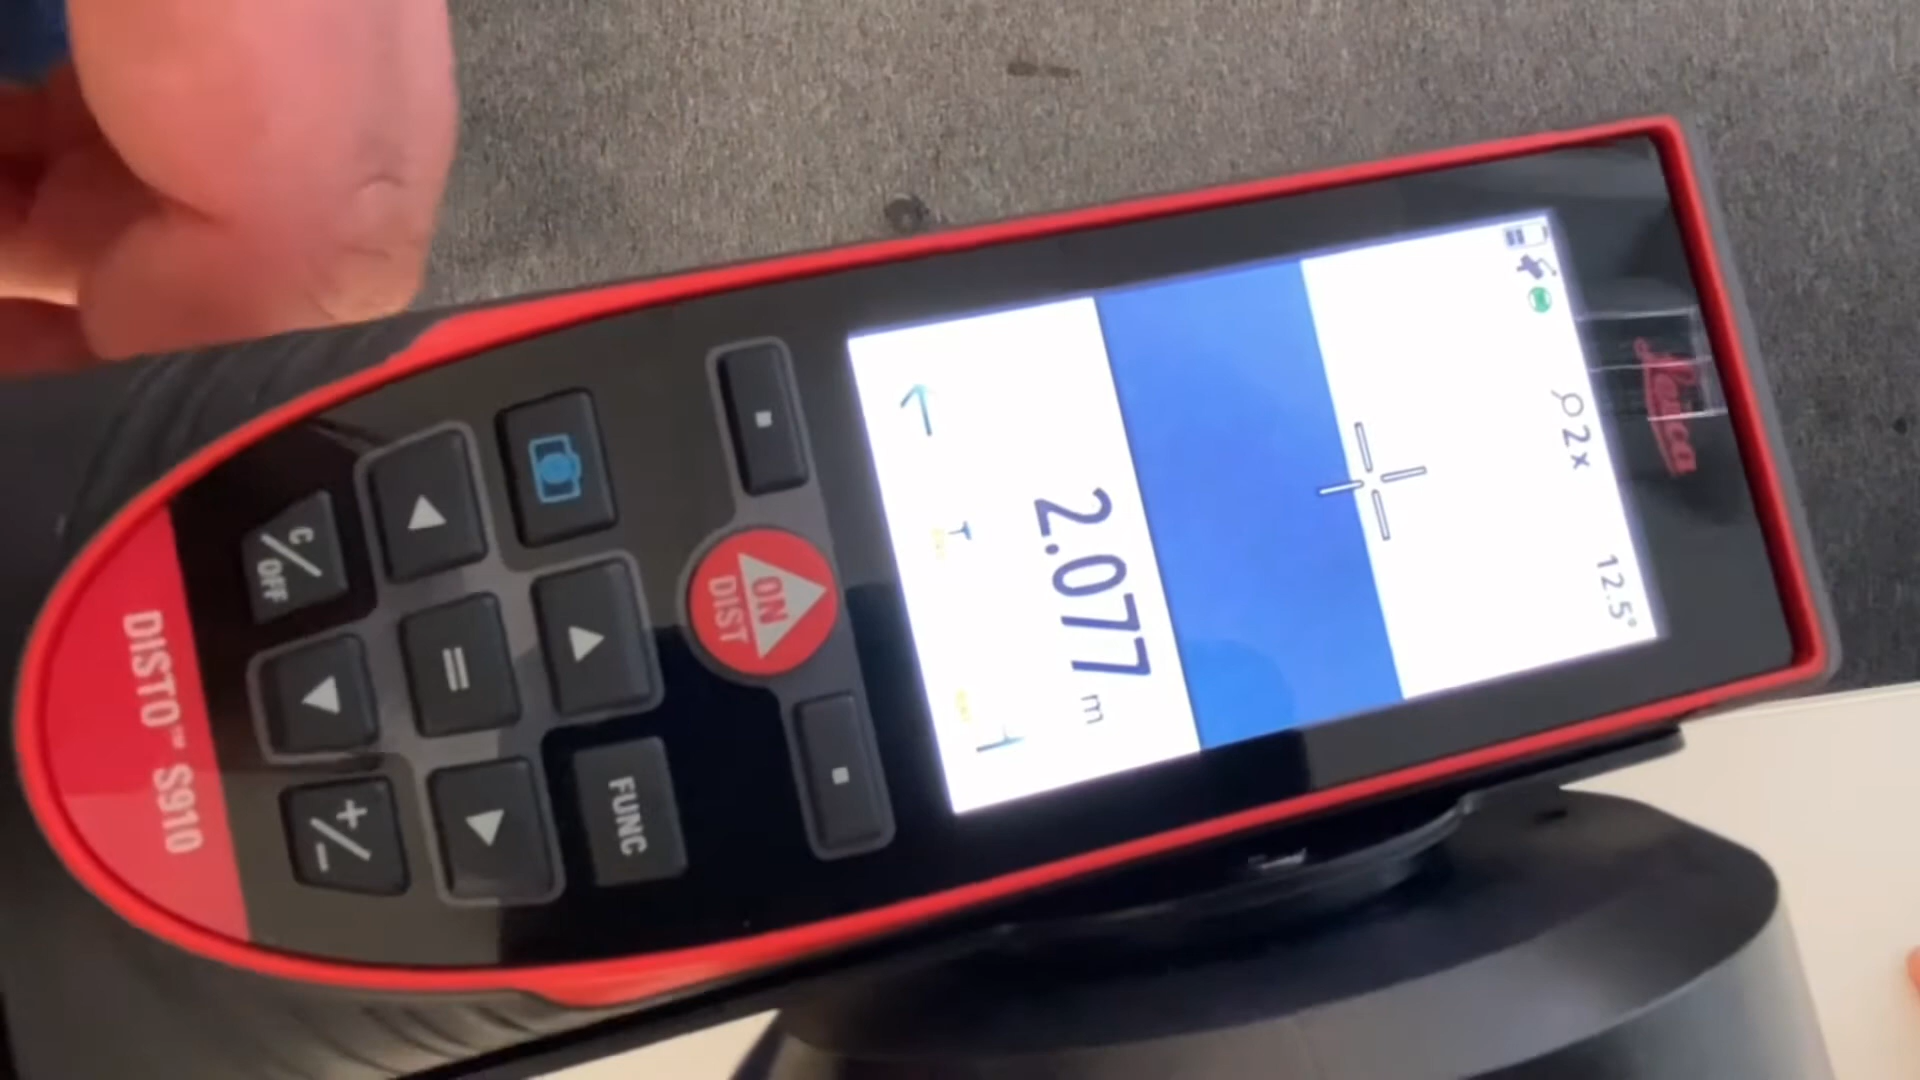 Leica
2x
12.5°
2.077 m
ON
DIST
FUNC
=
C/OFF
+/-
DISTO™ S910